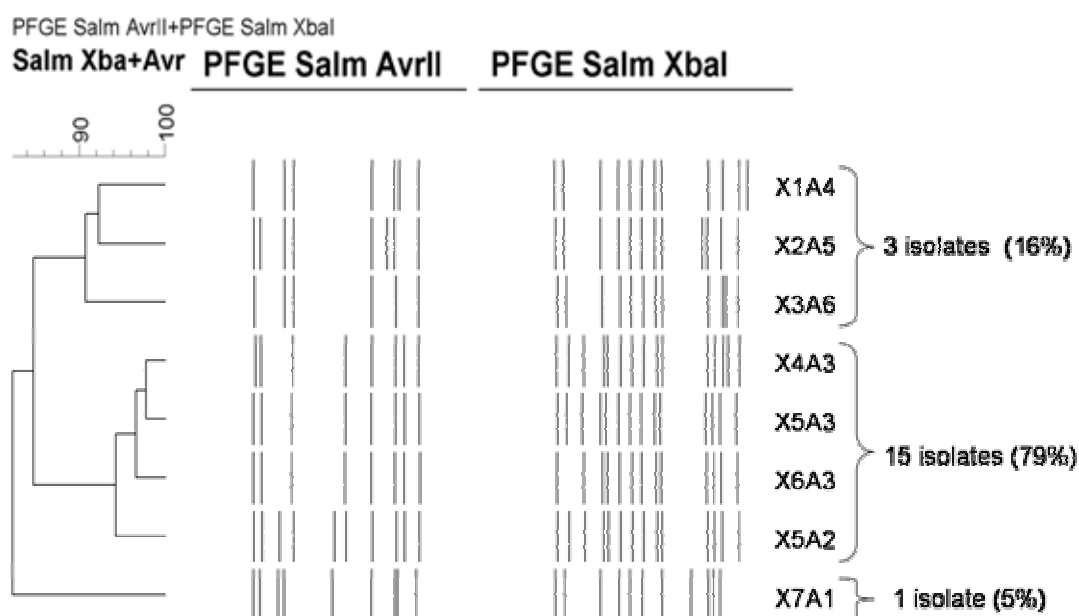 PFGE Salm AvrII+PFGE Salm XbaI
Salm Xba+Avr PFGE Salm AvrII PFGE Salm XbaI
90 100
X1A4
X2A5 3 isolates (16%)
X3A6
X4A3
X5A3
15 isolates (79%)
X6A3
X5A2
X7A1 1 isolate (5%)